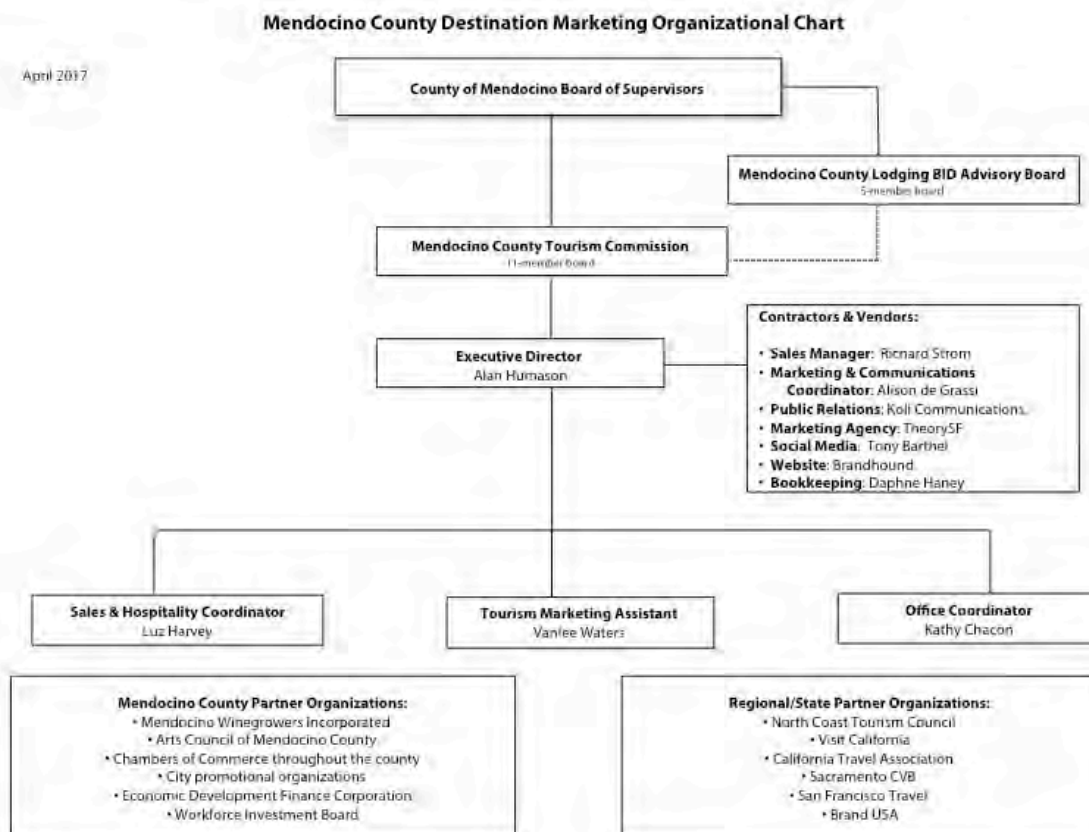 Mendocino County Destination Marketing Organizational Chart
April 2017
County of Mendocino Board of Supervisors
Mendocino County Lodging BID Advisory Board
5-member board
Mendocino County Tourism Commission
11-member board
Executive Director
Alan Humason
Contractors & Vendors:
• Sales Manager: Richard Strom
• Marketing & Communications
Coordinator: Alison de Grassi
• Public Relations: Koli Communications
• Marketing Agency: TheorySF
• Social Media: Tony Barthel
• Website: Brandhound
• Bookkeeping: Daphne Haney
Sales & Hospitality Coordinator
Luz Harvey
Tourism Marketing Assistant
Vanlee Waters
Office Coordinator
Kathy Chacon
Mendocino County Partner Organizations:
• Mendocino Winegrowers Incorporated
• Arts Council of Mendocino County
• Chambers of Commerce throughout the county
• City promotional organizations
• Economic Development Finance Corporation
• Workforce Investment Board
Regional/State Partner Organizations:
• North Coast Tourism Council
• Visit California
• California Travel Association
• Sacramento CVB
• San Francisco Travel
• Brand USA